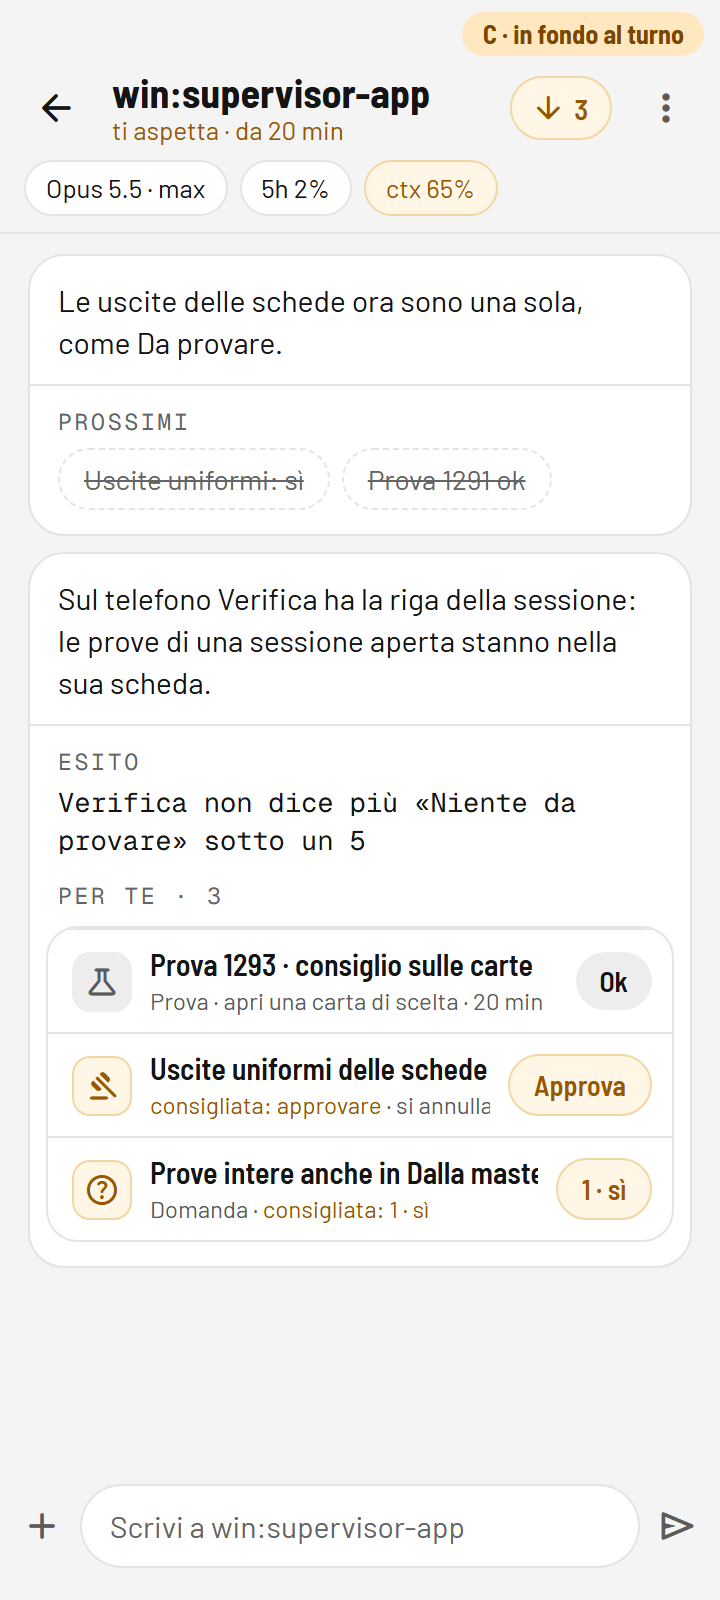 C · in fondo al turno
win:supervisor-app
ti aspetta · da 20 min
3
Opus 5.5 · max
5h 2%
ctx 65%
Le uscite delle schede ora sono una sola,
come Da provare.
PROSSIMI
Uscite uniformi: sì
Prova 1291 ok
Sul telefono Verifica ha la riga della sessione:
le prove di una sessione aperta stanno nella
sua scheda.
ESITO
Verifica non dice più «Niente da
provare» sotto un 5
PER TE · 3
Prova 1293 · consiglio sulle carte
Prova · apri una carta di scelta · 20 min
Ok
Uscite uniformi delle schede
consigliata: approvare · si annulla
Approva
Prove intere anche in Dalla maste
Domanda · consigliata: 1 · sì
1 · sì
Scrivi a win:supervisor-app